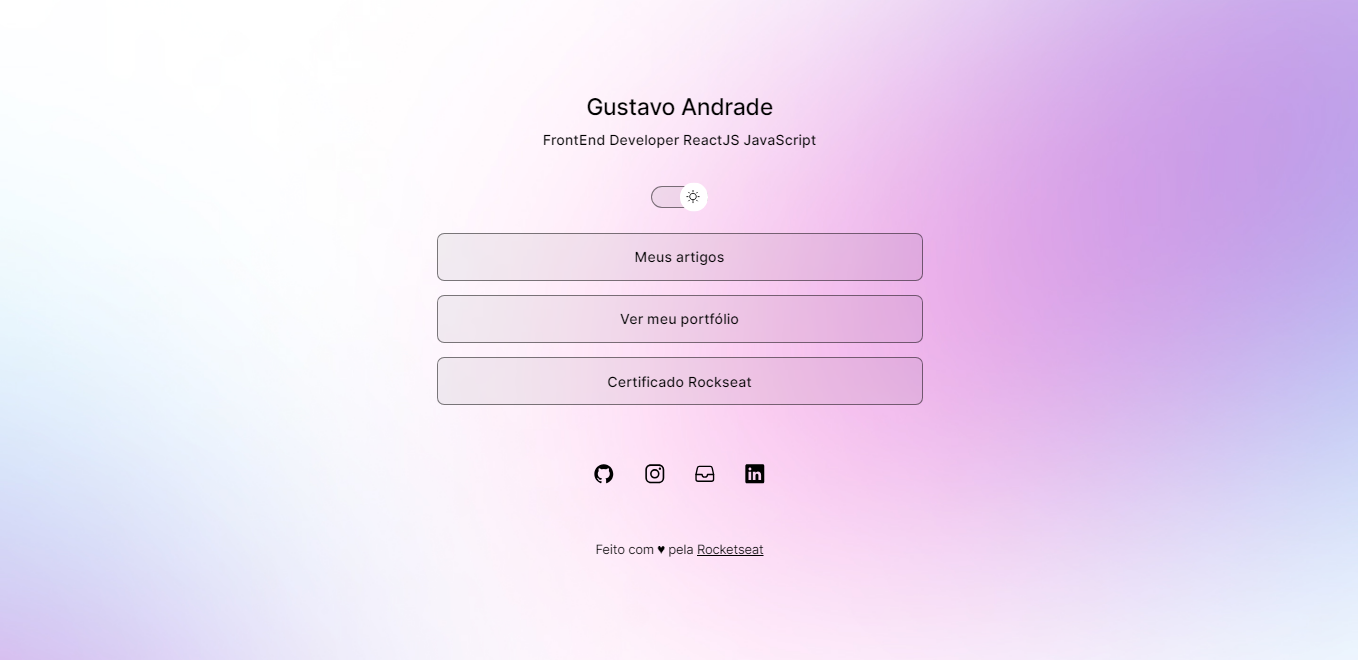 Gustavo Andrade
FrontEnd Developer ReactJS JavaScript
Meus artigos
Ver meu portfólio
Certificado Rockseat
Feito com ♥ pela Rocketseat